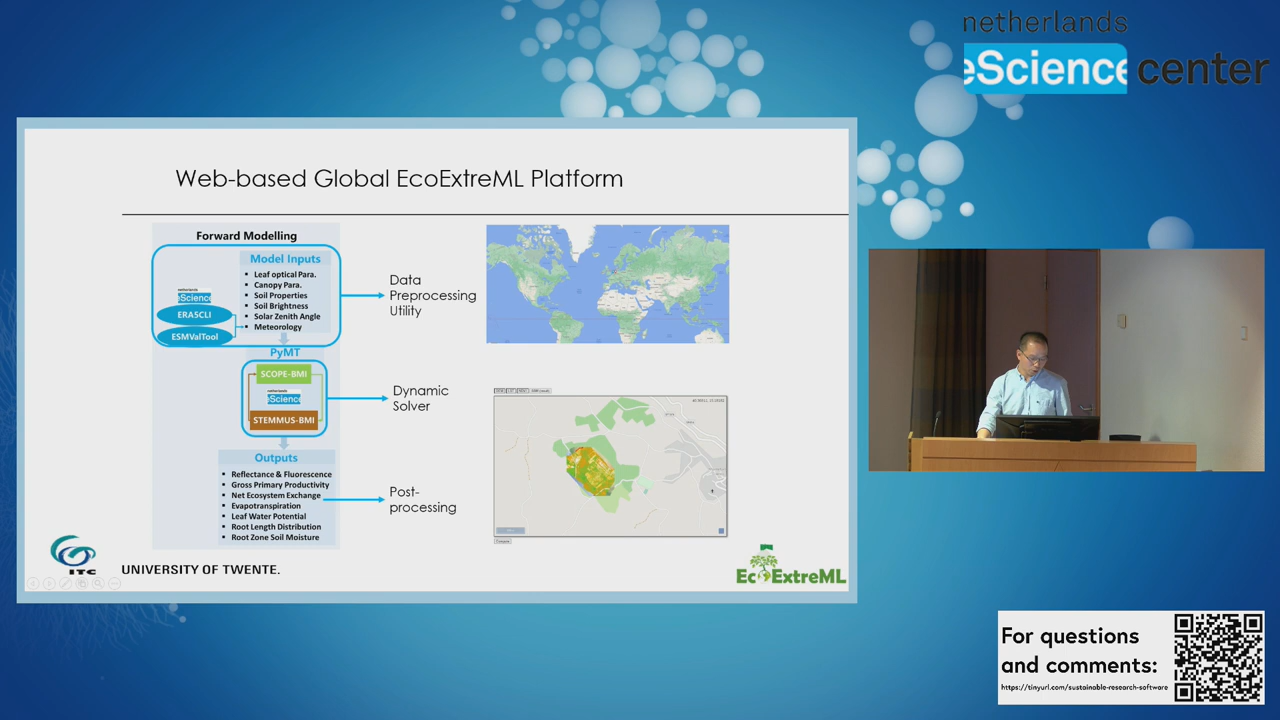 netherlands
eScience center
Web-based Global EcoExtreML Platform
Forward Modelling
Model Inputs
Leaf optical Para.
Canopy Para.
Soil Properties
Soil Brightness
Solar Zenith Angle
Meteorology
netherlands
eScience
ERA5CLI
ESMValTool
Data
Preprocessing
Utility
PyMT
SCOPE-BMI
netherlands
eScience
STEMMUS-BMI
Dynamic
Solver
Outputs
Reflectance & Fluorescence
Gross Primary Productivity
Net Ecosystem Exchange
Evapotranspiration
Leaf Water Potential
Root Length Distribution
Root Zone Soil Moisture
Post-
processing
ITC
UNIVERSITY OF TWENTE.
EcoExtreML
For questions
and comments:
https://tinyurl.com/sustainable-research-software